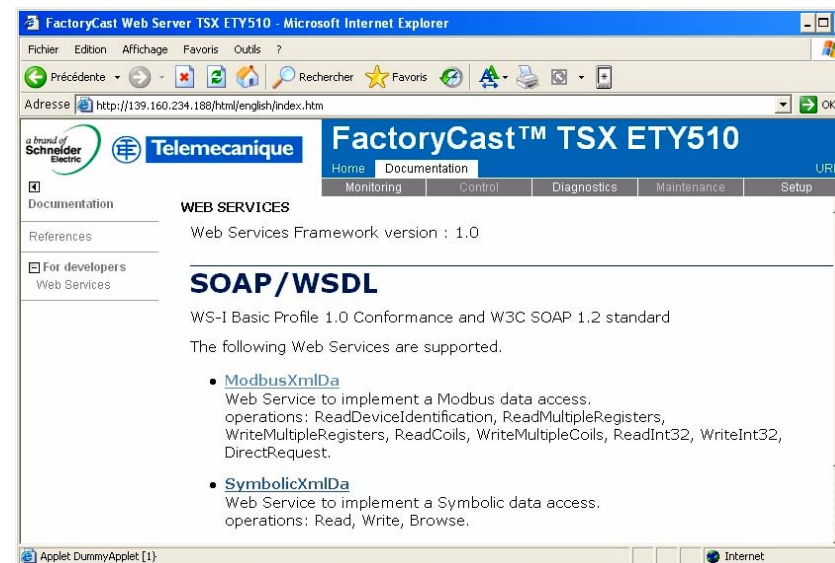 FactoryCast Web Server TSX ETY510 - Microsoft Internet Explorer
Fichier Edition Affichage Favoris Outils ?
Précédente Rechercher Favoris
Adresse http://139.160.234.188/html/english/index.htm OK
a brand of
Schneider
Electric
Telemecanique
FactoryCast™ TSX ETY510
Home Documentation
Monitoring Control Diagnostics Maintenance Setup
Documentation
References
For developers
Web Services
WEB SERVICES
Web Services Framework version : 1.0
SOAP/WSDL
WS-I Basic Profile 1.0 Conformance and W3C SOAP 1.2 standard
The following Web Services are supported.
• ModbusXmlDa
Web Service to implement a Modbus data access.
operations: ReadDeviceIdentification, ReadMultipleRegisters,
WriteMultipleRegisters, ReadCoils, WriteMultipleCoils, ReadInt32, WriteInt32,
DirectRequest.
• SymbolicXmlDa
Web Service to implement a Symbolic data access.
operations: Read, Write, Browse.
Applet DummyApplet [1} Internet